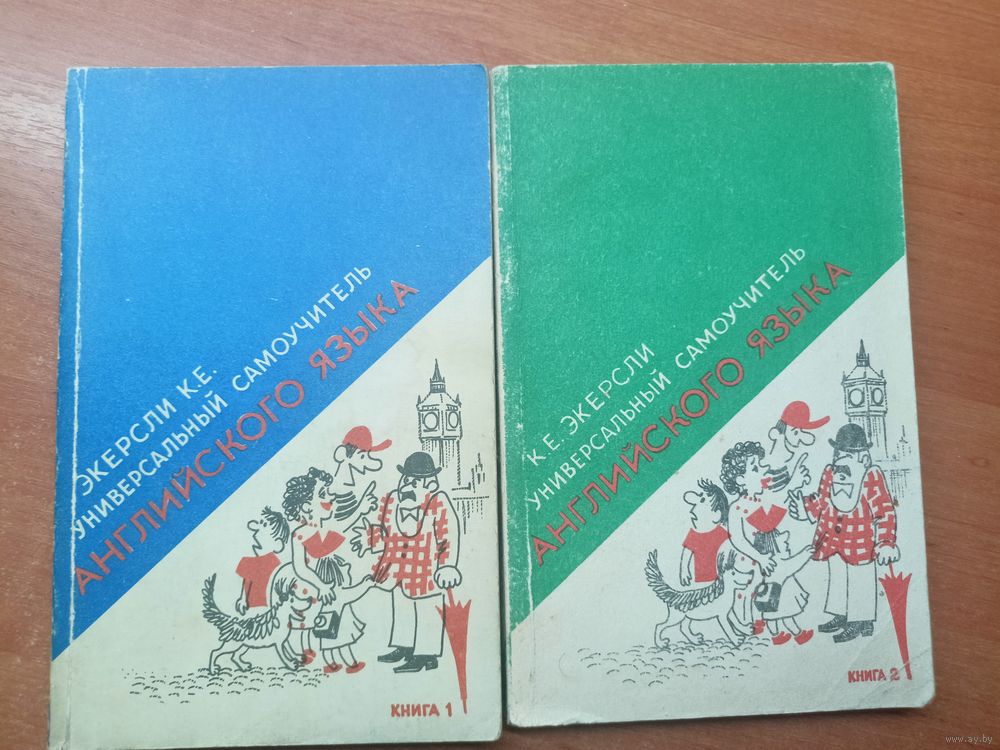 ЭКЕРСЛИ К.Е.
УНИВЕРСАЛЬНЫЙ САМОУЧИТЕЛЬ
АНГЛИЙСКОГО ЯЗЫКА
КНИГА 1
К.Е. ЭКЕРСЛИ
УНИВЕРСАЛЬНЫЙ САМОУЧИТЕЛЬ
АНГЛИЙСКОГО ЯЗЫКА
КНИГА 2
www.ay.by